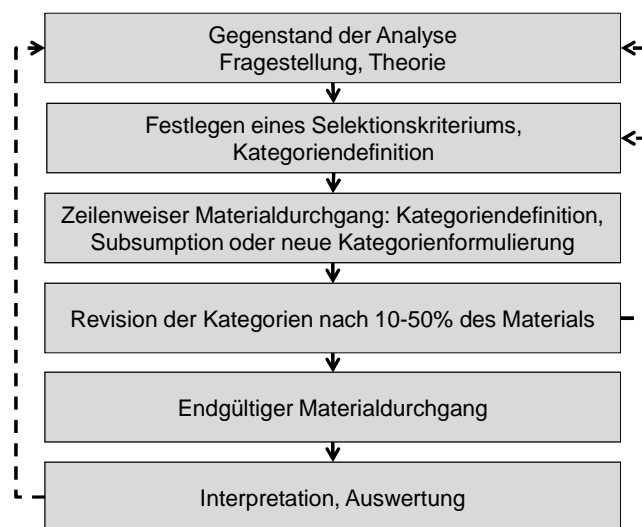 Gegenstand der Analyse
Fragestellung, Theorie
Festlegen eines Selektionskriteriums,
Kategoriendefinition
Zeilenweiser Materialdurchgang: Kategoriendefinition,
Subsumption oder neue Kategorienformulierung
Revision der Kategorien nach 10-50% des Materials
Endgültiger Materialdurchgang
Interpretation, Auswertung